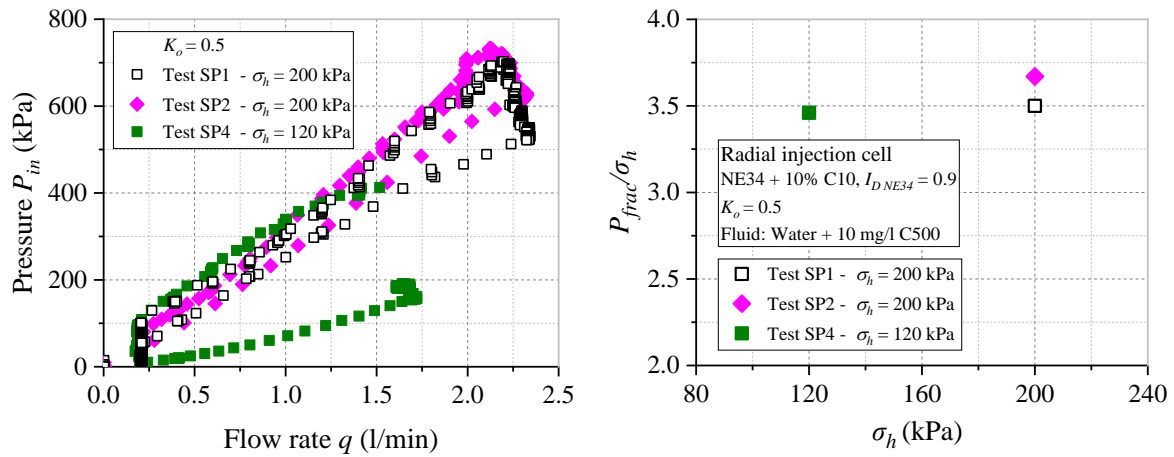 800
600
400
200
0
Pressure P_in (kPa)
K_o = 0.5
Test SP1 - σ_h = 200 kPa
Test SP2 - σ_h = 200 kPa
Test SP4 - σ_h = 120 kPa
0.0 0.5 1.0 1.5 2.0 2.5
Flow rate q (l/min)
4.0
3.5
3.0
2.5
2.0
P_frac/σ_h
Radial injection cell
NE34 + 10% C10, I_D NE34 = 0.9
K_o = 0.5
Fluid: Water + 10 mg/l C500
Test SP1 - σ_h = 200 kPa
Test SP2 - σ_h = 200 kPa
Test SP4 - σ_h = 120 kPa
80 120 160 200 240
σ_h (kPa)